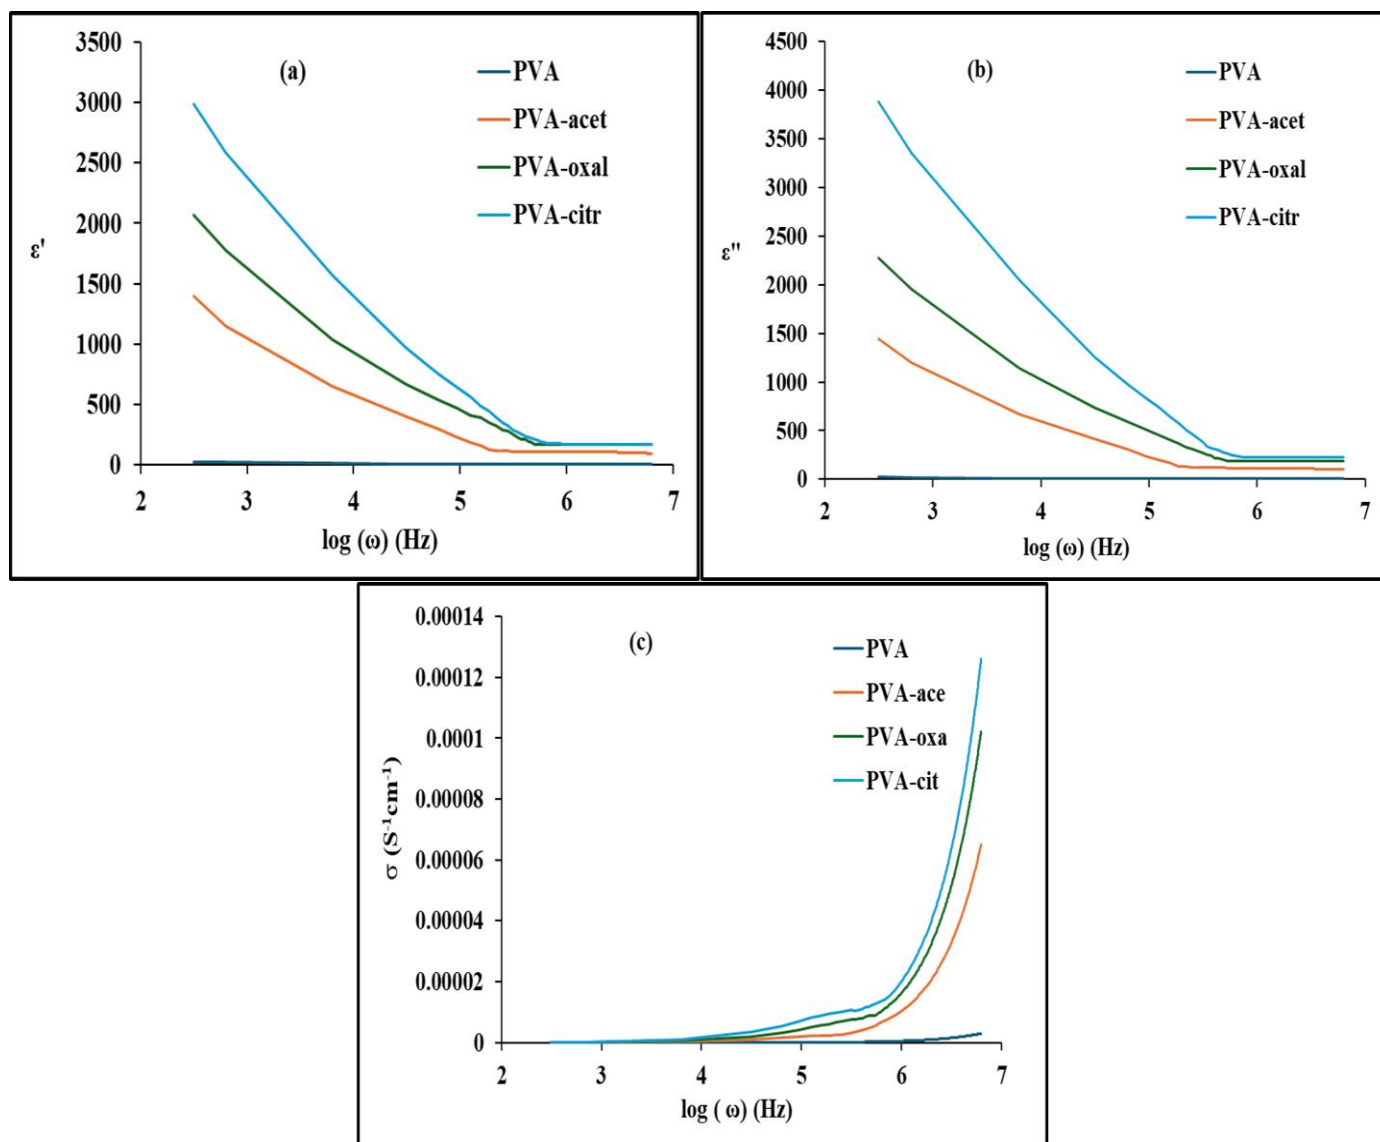 (a)
3500
3000
2500
2000
1500
1000
500
0
ε'
2 3 4 5 6 7
log (ω) (Hz)
PVA
PVA-acet
PVA-oxal
PVA-citr
(b)
4500
4000
3500
3000
2500
2000
1500
1000
500
0
ε"
2 3 4 5 6 7
log (ω) (Hz)
PVA
PVA-acet
PVA-oxal
PVA-citr
(c)
0.00014
0.00012
0.0001
0.00008
0.00006
0.00004
0.00002
0
σ (S⁻¹cm⁻¹)
2 3 4 5 6 7
log ( ω) (Hz)
PVA
PVA-ace
PVA-oxa
PVA-cit